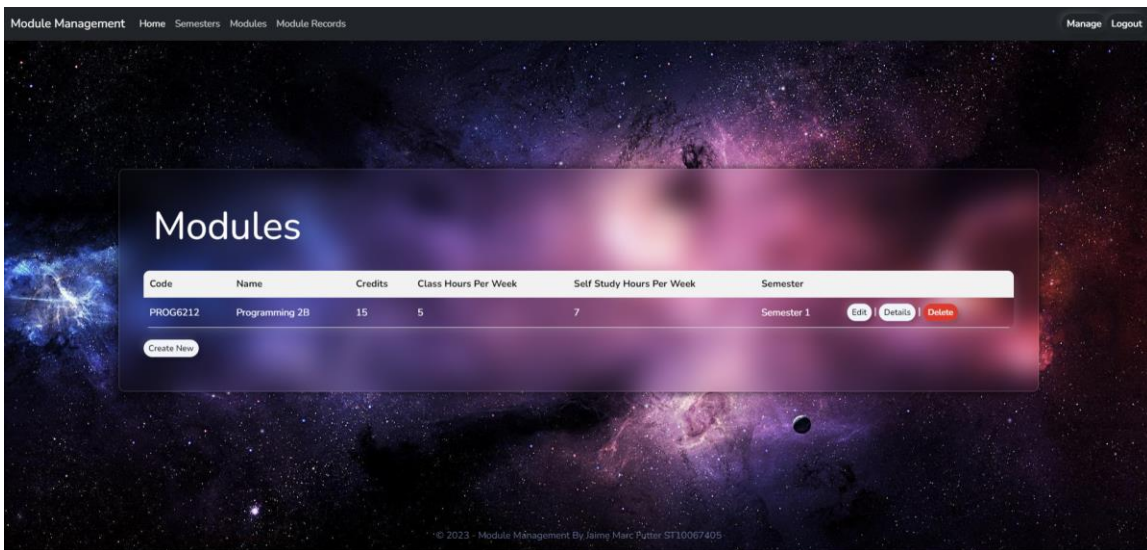 Module Management Home Semesters Modules Module Records Manage Logout
Modules
Code Name Credits Class Hours Per Week Self Study Hours Per Week Semester
PROG6212 Programming 2B 15 5 7 Semester 1 Edit | Details | Delete
Create New
© 2023 - Module Management By Jaime Marc Putter ST10067405